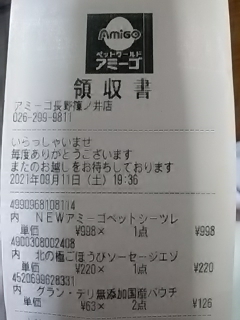 AMIGO
ペットワールド
アミーゴ
領収書
アミーゴ長野篠ノ井店
026-299-9811
いらっしゃいませ
毎度ありがとうございます
またのお越しをお待ちしております
2021年09月11日(土) 18:36
4990968108114
内 NEWアミーゴペットシーツレ
単価 ¥998× 1点 ¥998
4900308002408
内 北の極ごほうびソーセージエゾ
単価 ¥220× 1点 ¥220
4520699628331
内 グラン・デリ無添加国産パウチ
単価 ¥63× 2点 ¥126